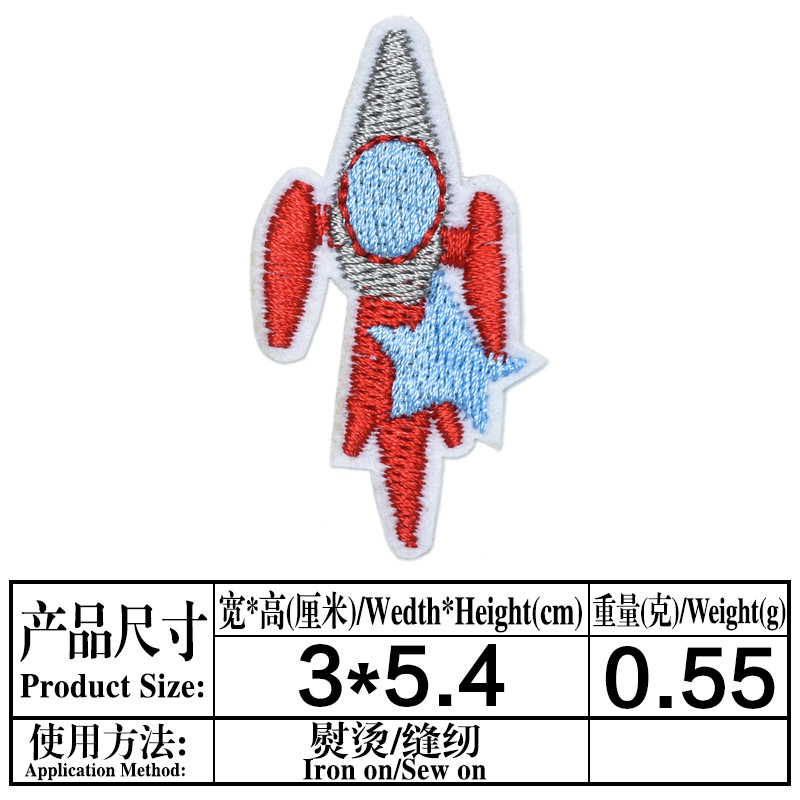 产品尺寸
Product Size:
宽*高(厘米)/Wedth*Height(cm)
重量(克)/Weight(g)
3*5.4
0.55
使用方法:
Application Method:
熨烫/缝纫
Iron on/Sew on